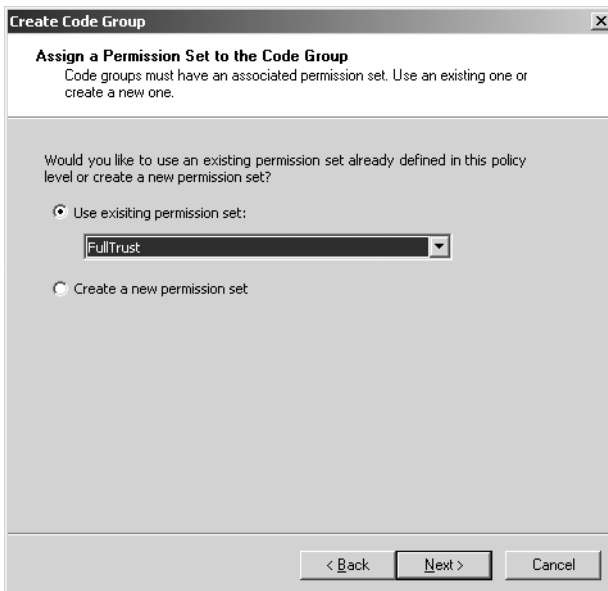 Create Code Group
Assign a Permission Set to the Code Group
Code groups must have an associated permission set. Use an existing one or
create a new one.
Would you like to use an existing permission set already defined in this policy
level or create a new permission set?
Use exisiting permission set:
FullTrust
Create a new permission set
< Back
Next >
Cancel